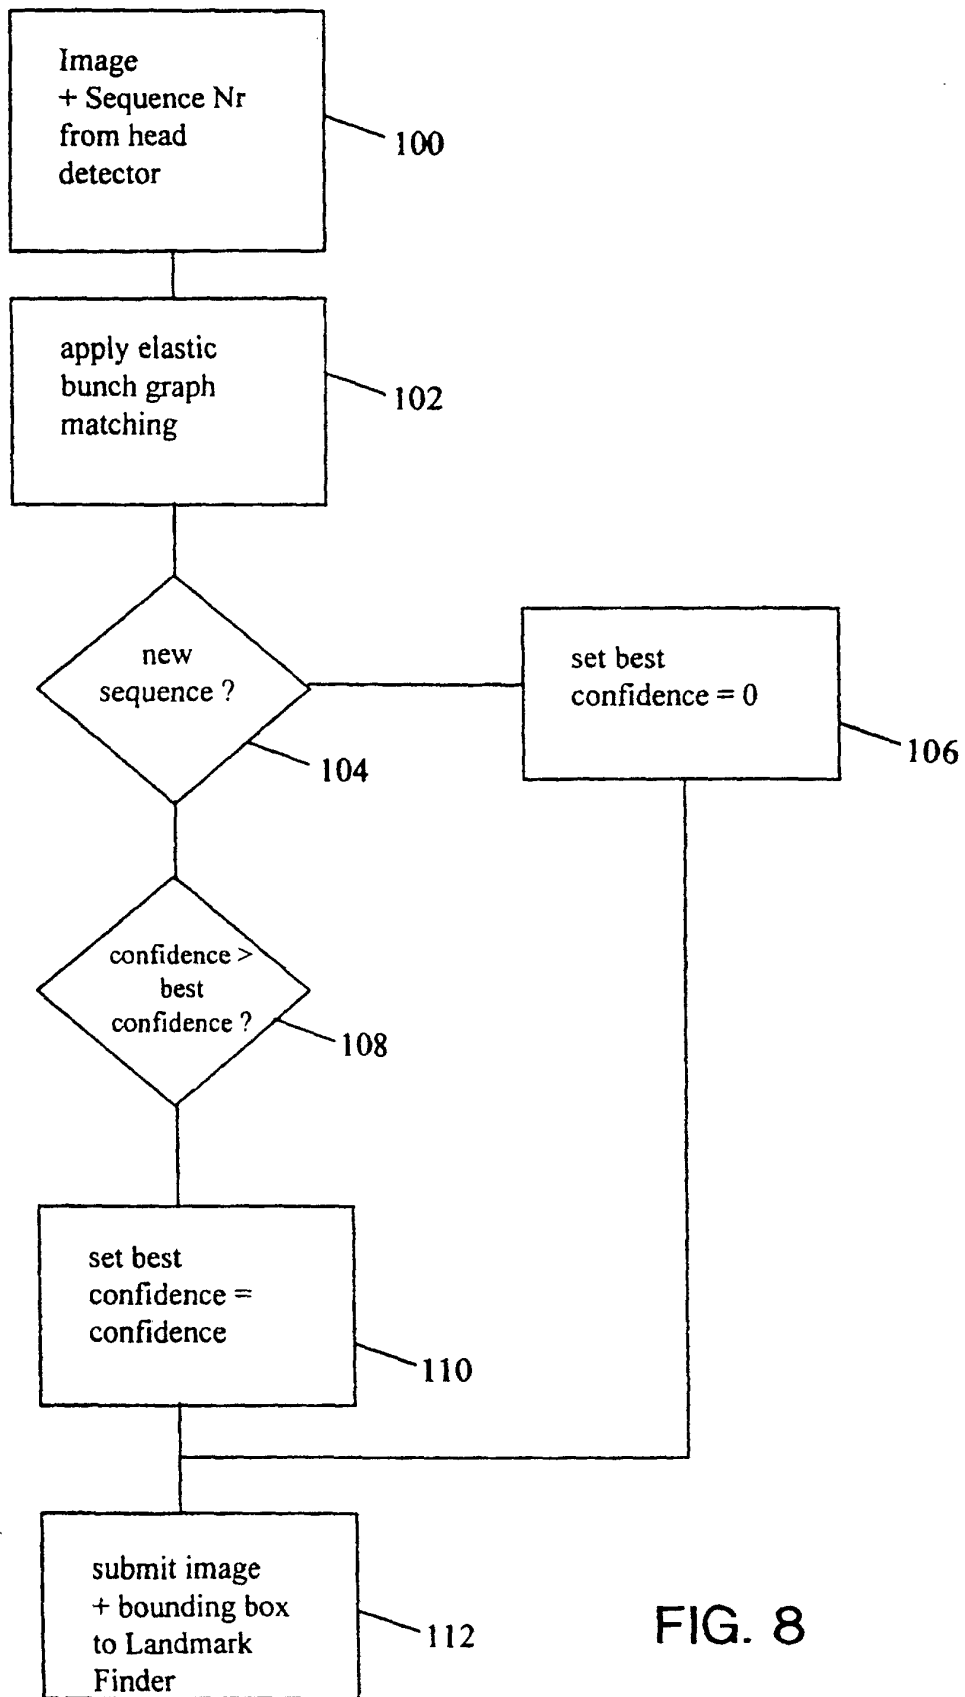 Image
+ Sequence Nr
from head
detector
100
apply elastic
bunch graph
matching
102
new
sequence ?
104
set best
confidence = 0
106
confidence >
best
confidence ?
108
set best
confidence =
confidence
110
submit image
+ bounding box
to Landmark
Finder
112
FIG. 8